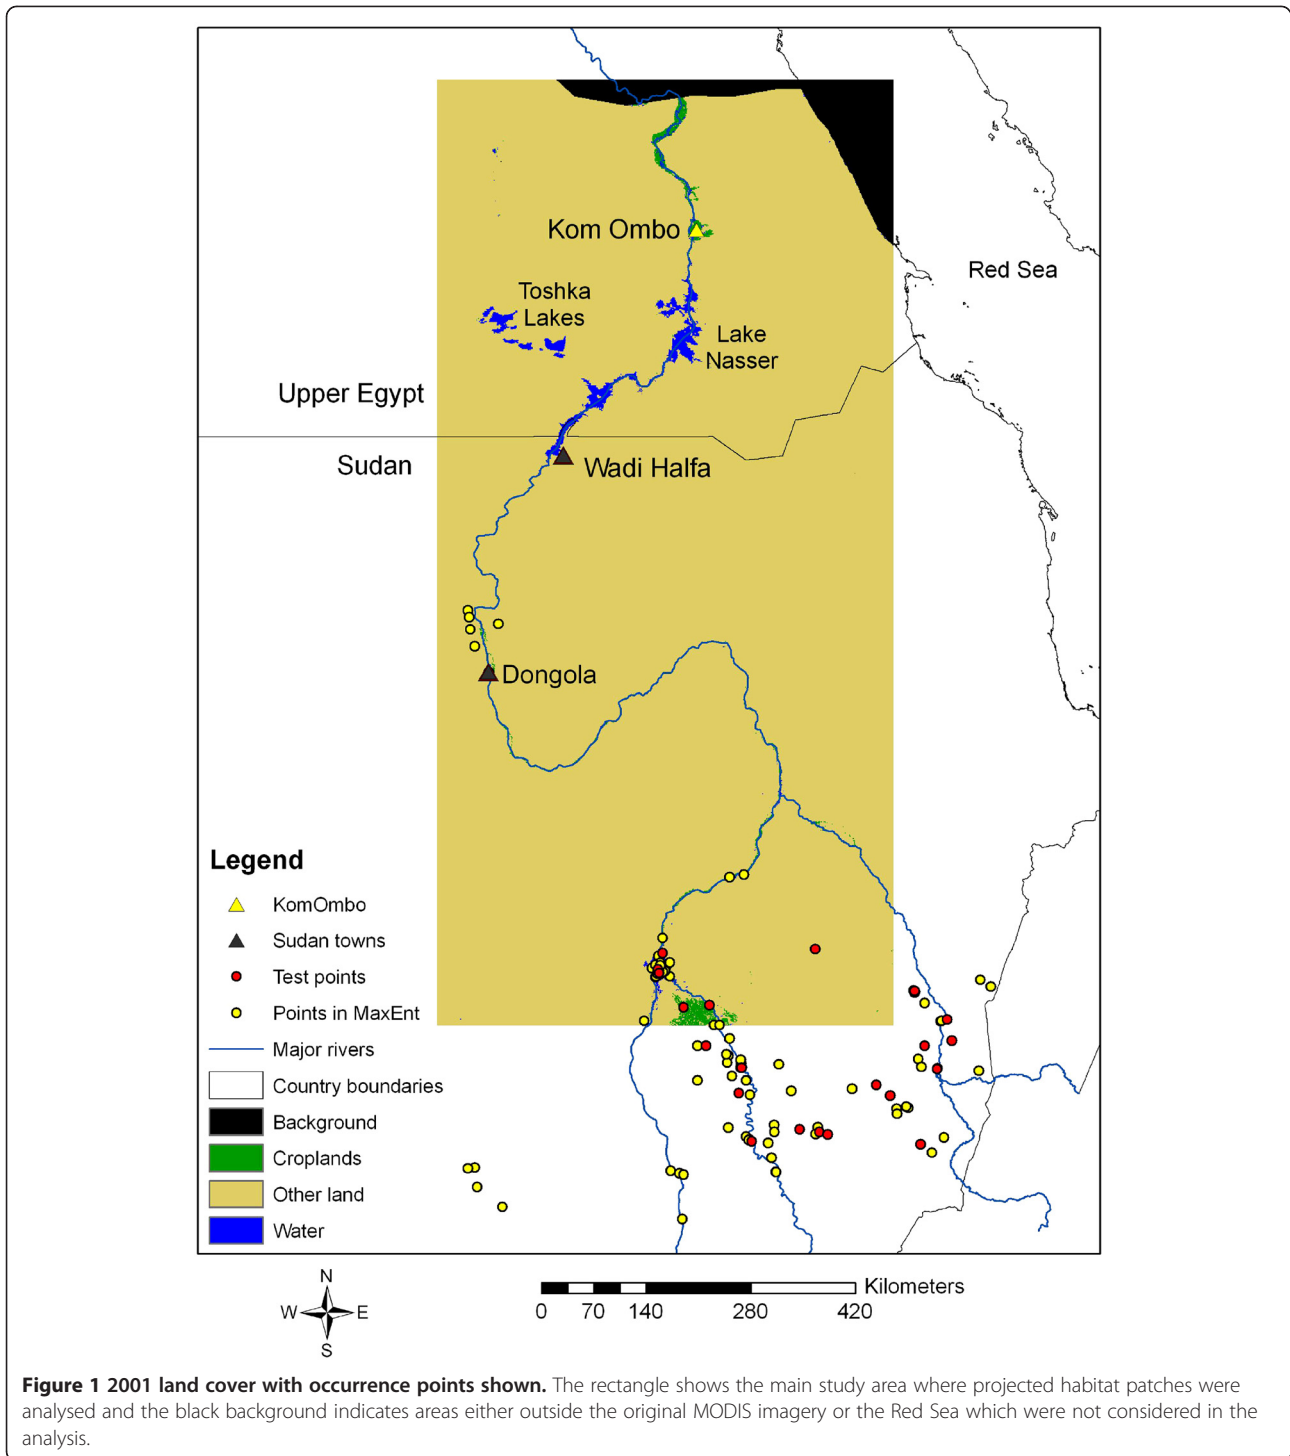 Kom Ombo
Red Sea
Toshka
Lakes
Lake
Nasser
Upper Egypt
Sudan
Wadi Halfa
Dongola
Legend
KomOmbo
Sudan towns
Test points
Points in MaxEnt
Major rivers
Country boundaries
Background
Croplands
Other land
Water
N
W E
S
Kilometers
0 70 140 280 420
Figure 1 2001 land cover with occurrence points shown. The rectangle shows the main study area where projected habitat patches were
analysed and the black background indicates areas either outside the original MODIS imagery or the Red Sea which were not considered in the
analysis.